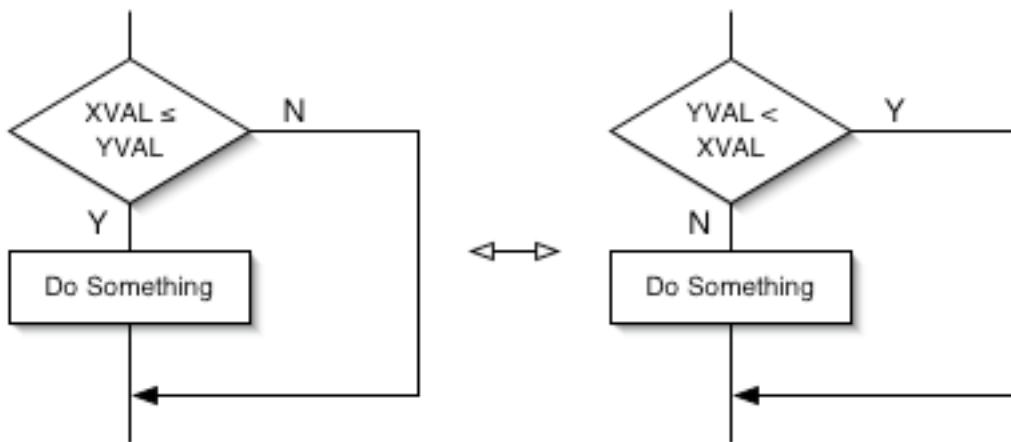 XVAL ≤
YVAL
N
Y
Do Something
YVAL <
XVAL
Y
N
Do Something